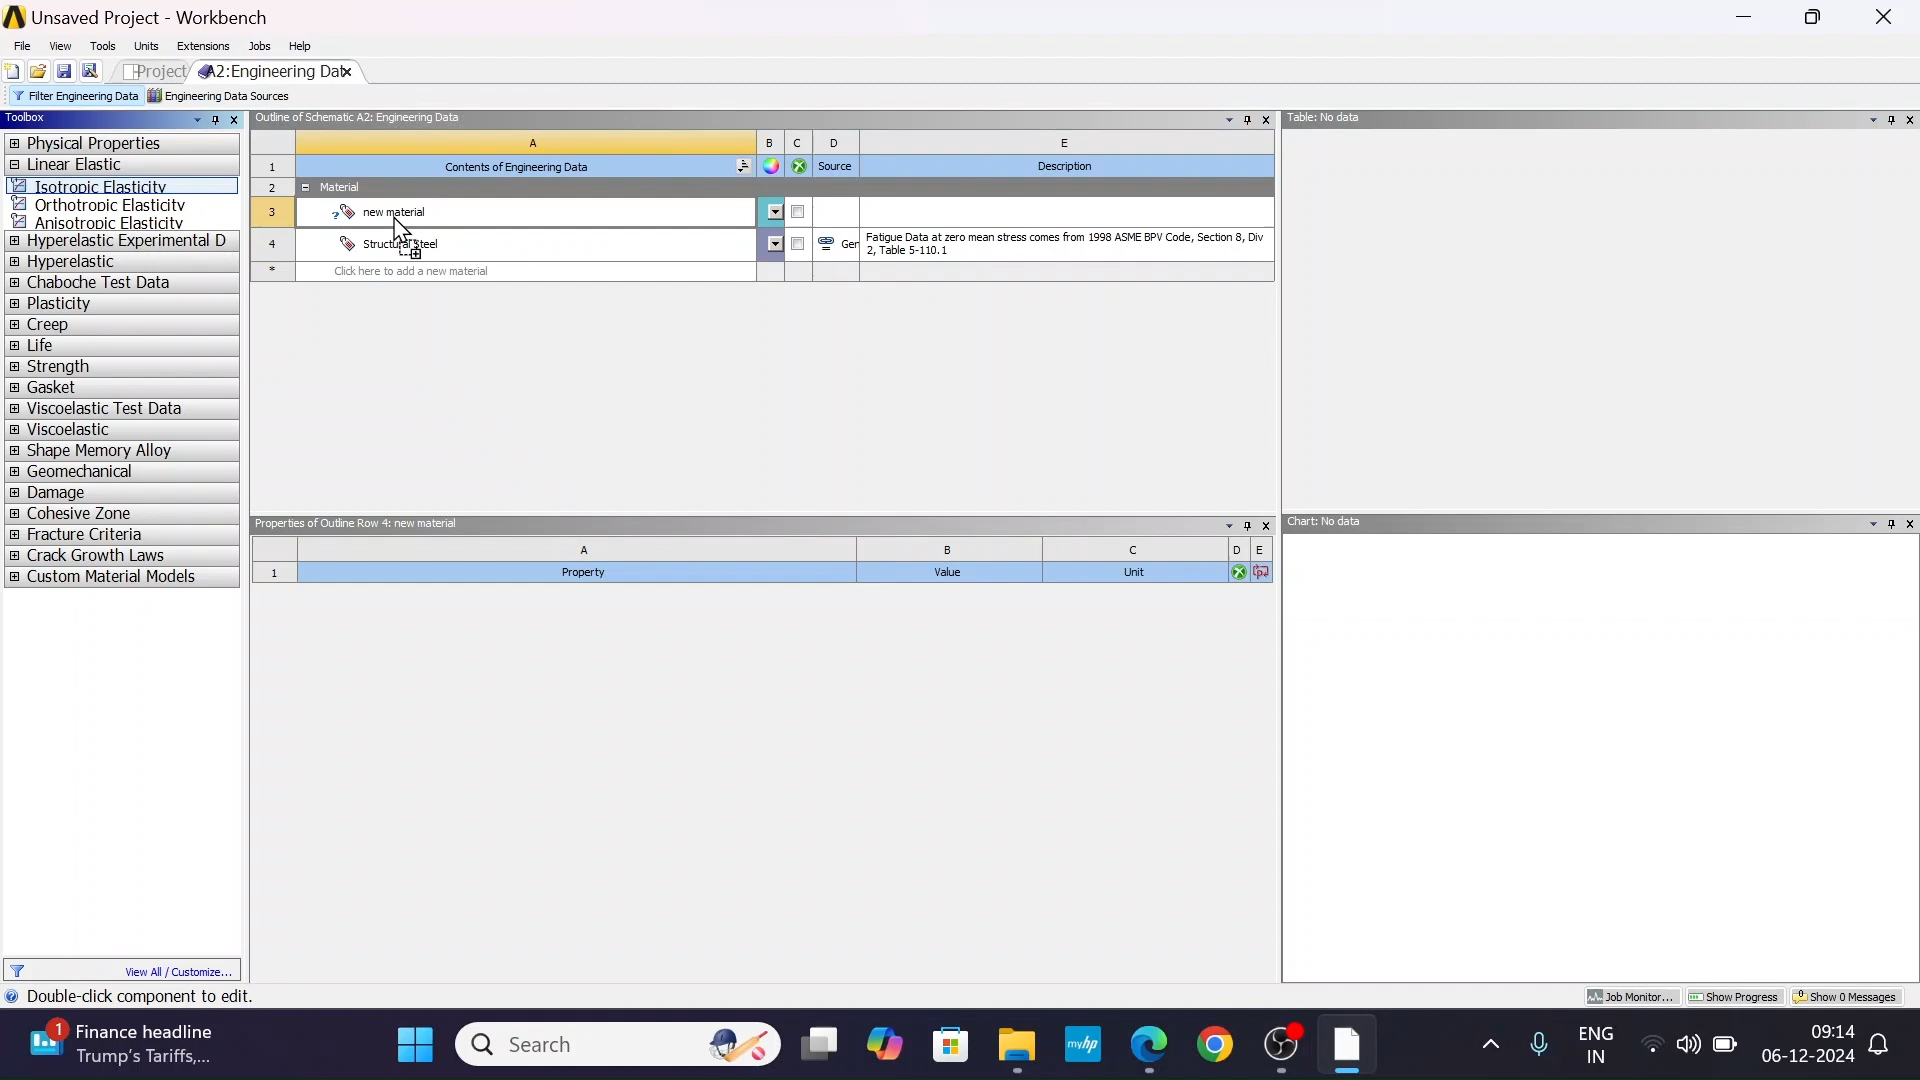 Unsaved Project - Workbench
File View Tools Units Extensions Jobs Help
Project A2:Engineering Dat
Filter Engineering Data Engineering Data Sources
Toolbox
Physical Properties
Linear Elastic
Isotropic Elasticity
Orthotropic Elasticity
Anisotropic Elasticity
Hyperelastic Experimental D
Hyperelastic
Chaboche Test Data
Plasticity
Creep
Life
Strength
Gasket
Viscoelastic Test Data
Viscoelastic
Shape Memory Alloy
Geomechanical
Damage
Cohesive Zone
Fracture Criteria
Crack Growth Laws
Custom Material Models
View All / Customize...
Outline of Schematic A2: Engineering Data
A B C D E
1 Contents of Engineering Data Source Description
2 Material
3 ? new material
4 Structural Steel Ger Fatigue Data at zero mean stress comes from 1998 ASME BPV Code, Section 8, Div
2, Table 5-110.1
* Click here to add a new material
Properties of Outline Row 4: new material
A B C D E
1 Property Value Unit
Table: No data
Chart: No data
Double-click component to edit.
Job Monitor... Show Progress Show 0 Messages
1 Finance headline
Trump's Tariffs,...
Search
myhp
ENG
IN
09:14
06-12-2024